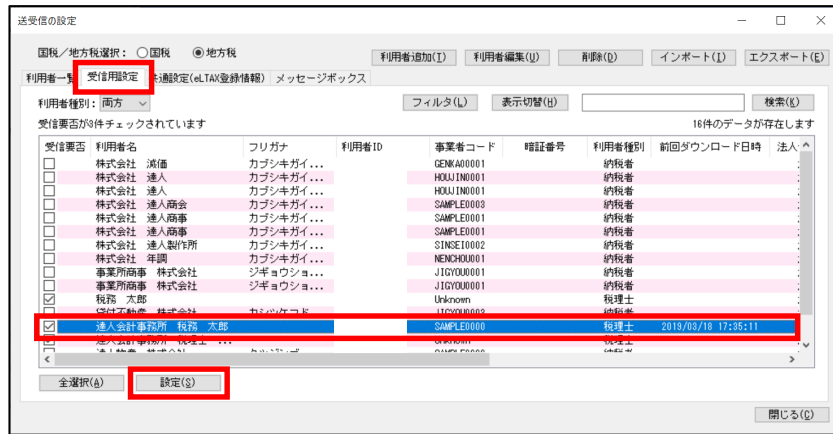 送受信の設定
国税／地方税選択： 国税 地方税 利用者追加(I) 利用者編集(U) 削除(D) インポート(I) エクスポート(E)
利用者一覧 受信用設定 共通設定(eLTAX登録情報) メッセージボックス
利用者種別： 両方 フィルタ(L) 表示切替(H) 検索(K)
受信要否が3件チェックされています 16件のデータが存在します
受信要否 利用者名 フリガナ 利用者ID 事業者コード 暗証番号 利用者種別 前回ダウンロード日時 法人
株式会社 減価 カブシキガイ... GENKA00001 納税者
株式会社 達人 カブシキガイ... HOUJIN0001 納税者
株式会社 達人 カブシキガイ... HOUJIN0001 納税者
株式会社 達人商会 カブシキガイ... SAMPLE0003 納税者
株式会社 達人商事 カブシキガイ... SAMPLE0001 納税者
株式会社 達人商事 カブシキガイ... SAMPLE0001 納税者
株式会社 達人製作所 カブシキガイ... SINSEI0002 納税者
株式会社 年調 カブシキガイ... NENCHOU001 納税者
事業所商事 株式会社 ジギョウショ... JIGYOU0001 納税者
事業所商事 株式会社 ジギョウショ... JIGYOU0001 納税者
税務 太郎 Unknown 税理士
達人会計事務所 税務 太郎 SAMPLE0000 税理士 2019/03/18 17:35:11
全選択(A) 設定(S)
閉じる(C)